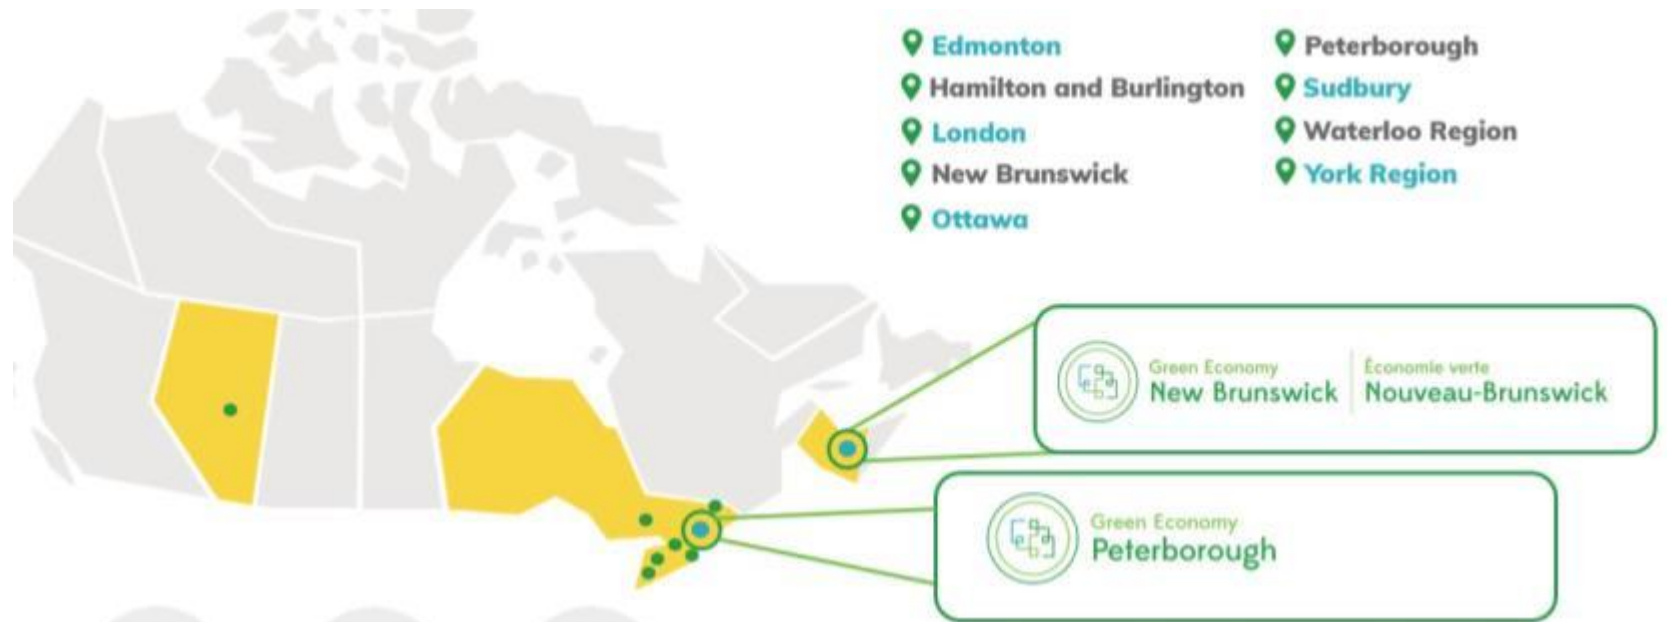 Edmonton
Hamilton and Burlington
London
New Brunswick
Ottawa
Peterborough
Sudbury
Waterloo Region
York Region
Green Economy
New Brunswick
Économie verte
Nouveau-Brunswick
Green Economy
Peterborough